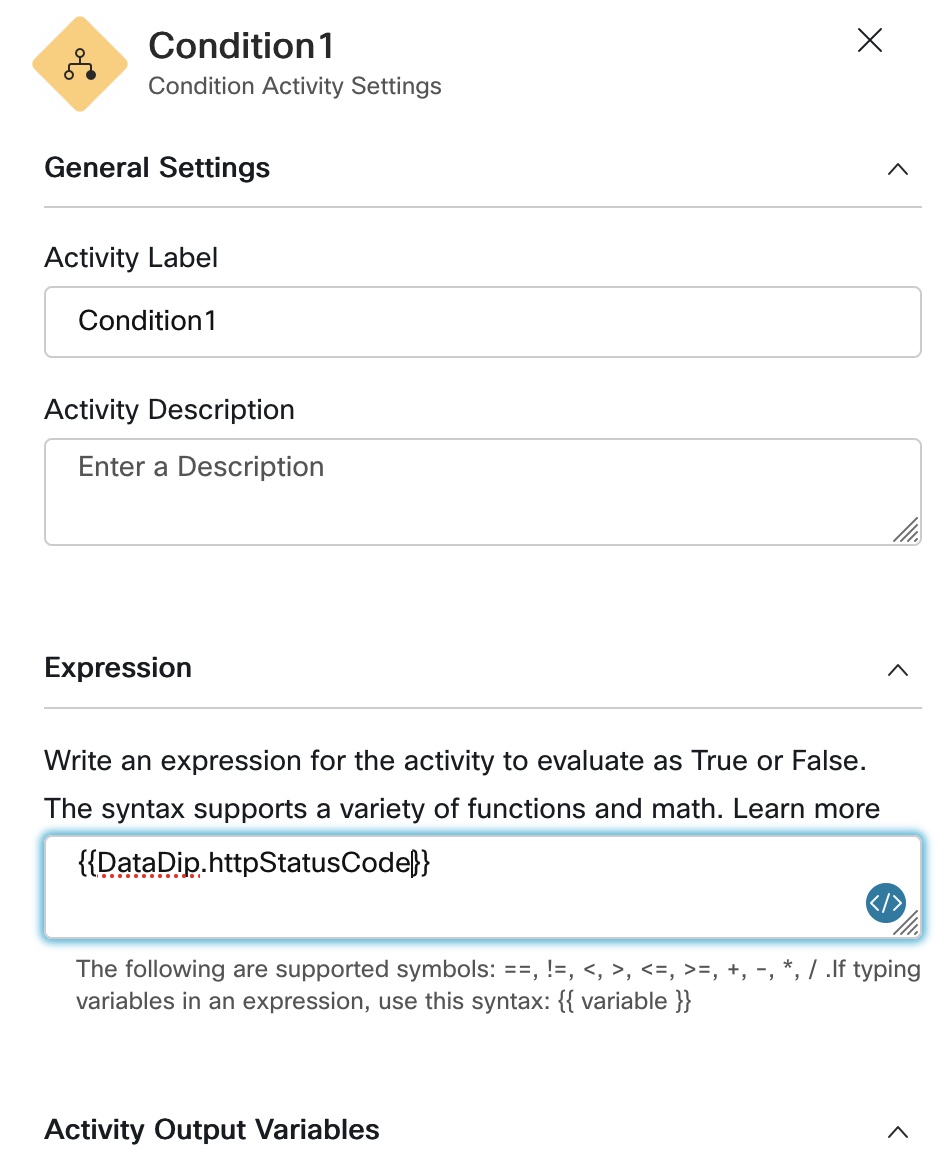 Condition1
Condition Activity Settings
General Settings
Activity Label
Condition1
Activity Description
Enter a Description
Expression
Write an expression for the activity to evaluate as True or False.
The syntax supports a variety of functions and math. Learn more
{{DataDip.httpStatusCode}}
</>
The following are supported symbols: ==, !=, <, >, <=, >=, +, -, *, / .If typing
variables in an expression, use this syntax: {{ variable }}
Activity Output Variables